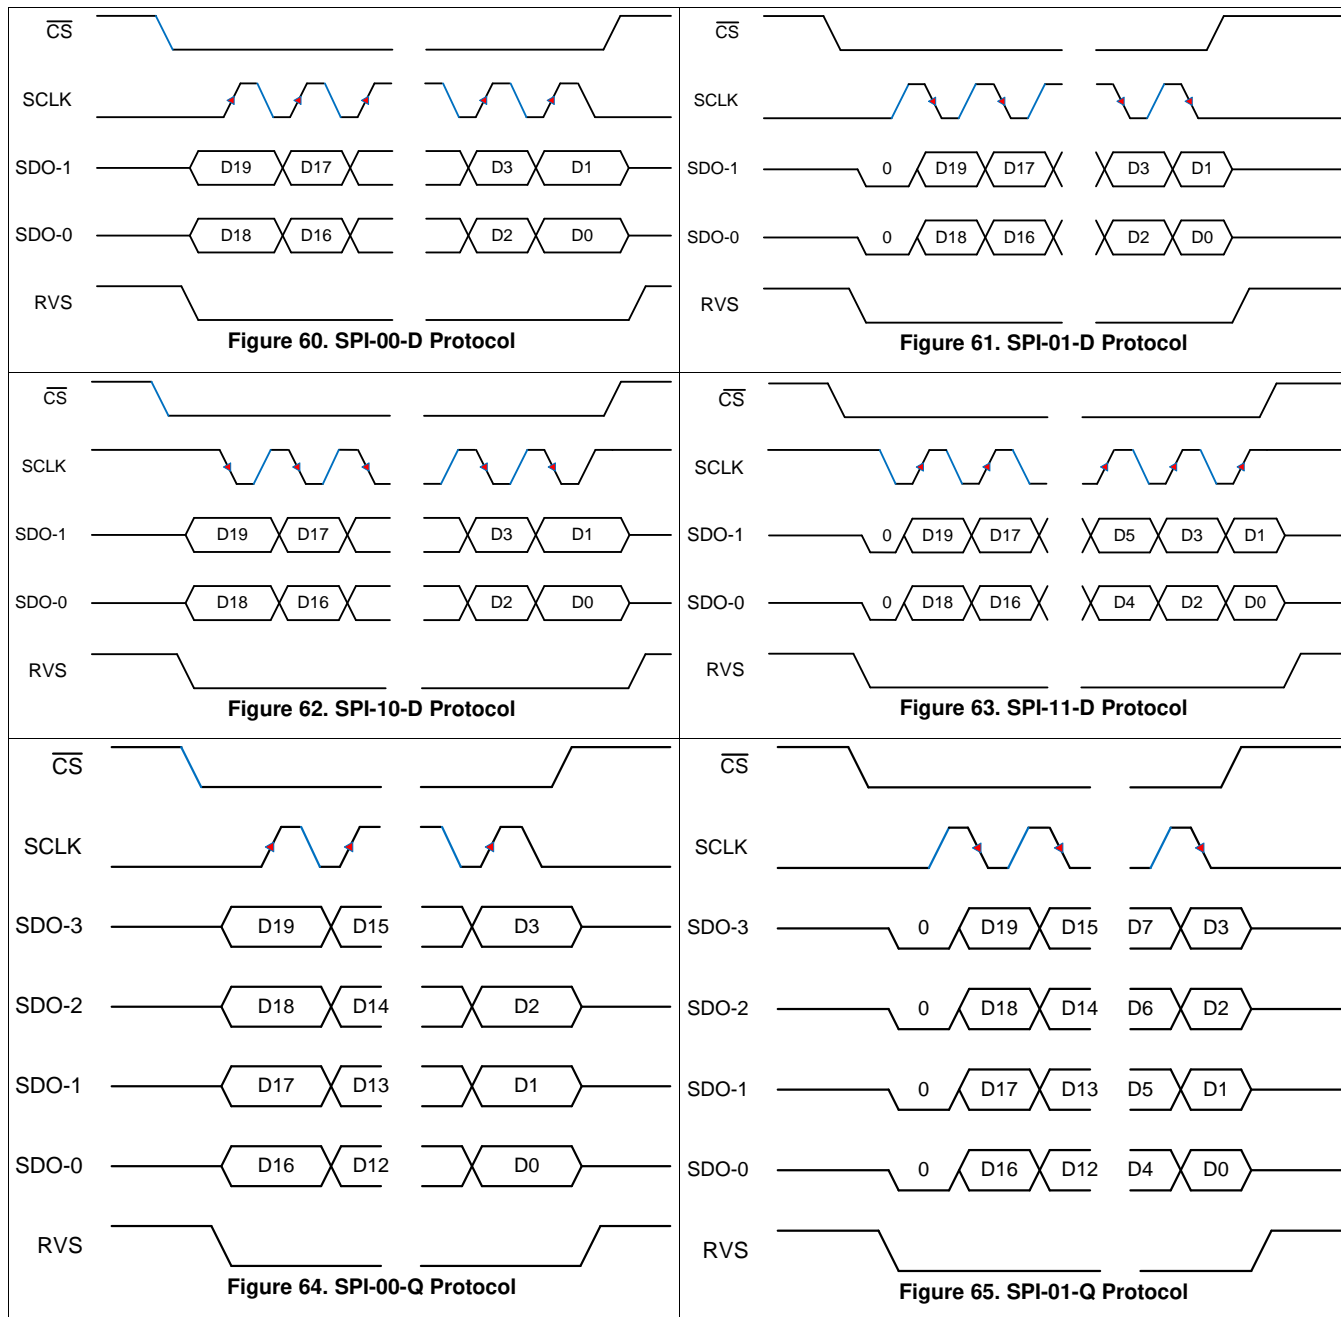 CS
SCLK
SDO-1 D19 D17 D3 D1
SDO-0 D18 D16 D2 D0
RVS
Figure 60. SPI-00-D Protocol
CS
SCLK
SDO-1 0 D19 D17 D3 D1
SDO-0 0 D18 D16 D2 D0
RVS
Figure 61. SPI-01-D Protocol
CS
SCLK
SDO-1 D19 D17 D3 D1
SDO-0 D18 D16 D2 D0
RVS
Figure 62. SPI-10-D Protocol
CS
SCLK
SDO-1 0 D19 D17 D5 D3 D1
SDO-0 0 D18 D16 D4 D2 D0
RVS
Figure 63. SPI-11-D Protocol
CS
SCLK
SDO-3 D19 D15 D3
SDO-2 D18 D14 D2
SDO-1 D17 D13 D1
SDO-0 D16 D12 D0
RVS
Figure 64. SPI-00-Q Protocol
CS
SCLK
SDO-3 0 D19 D15 D7 D3
SDO-2 0 D18 D14 D6 D2
SDO-1 0 D17 D13 D5 D1
SDO-0 0 D16 D12 D4 D0
RVS
Figure 65. SPI-01-Q Protocol